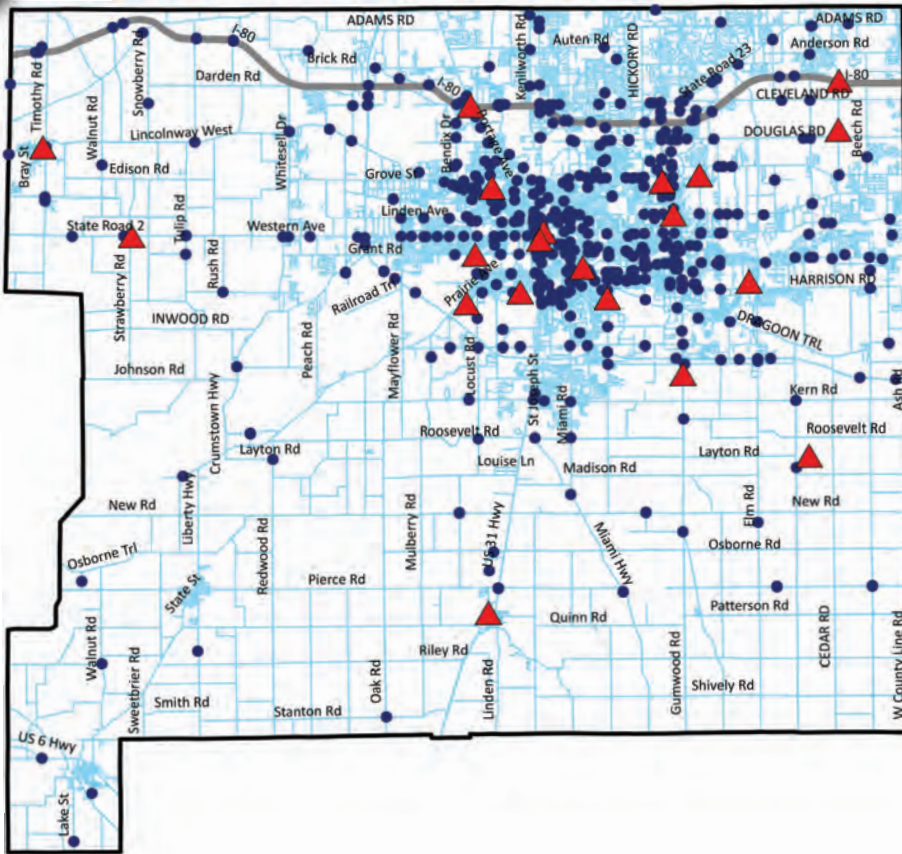 ADAMS RD
ADAMS RD
I-80
Auten Rd
Anderson Rd
Snowberry Rd
Brick Rd
Kenilworth Rd
HICKORY RD
State Road 23
Darden Rd
I-80
I-80
CLEVELAND RD
Timothy Rd
Walnut Rd
Lincolnway West
Whitesell Dr
Bendix Dr
Portage Ave
DOUGLAS RD
Beech Rd
Bray St
Edison Rd
Grove St
Linden Ave
State Road 2
Tulip Rd
Western Ave
Grant Rd
Rush Rd
Railroad Trl
Prairie Ave
HARRISON RD
Strawberry Rd
INWOOD RD
Peach Rd
Mayflower Rd
DRAGOON TRL
Johnson Rd
Crumstown Hwy
Locust Rd
St Joseph St
Miami Rd
Kern Rd
Ash Rd
Roosevelt Rd
Roosevelt Rd
Layton Rd
Layton Rd
Louise Ln
Madison Rd
New Rd
Liberty Hwy
Mulberry Rd
US 31 Hwy
Miami Hwy
Elm Rd
New Rd
Osborne Rd
Osborne Trl
Redwood Rd
State St
Pierce Rd
Patterson Rd
Quinn Rd
CEDAR RD
W County Line Rd
Walnut Rd
Riley Rd
Sweetbrier Rd
Oak Rd
Linden Rd
Gumwood Rd
Shively Rd
Smith Rd
Stanton Rd
US 6 Hwy
Lake St